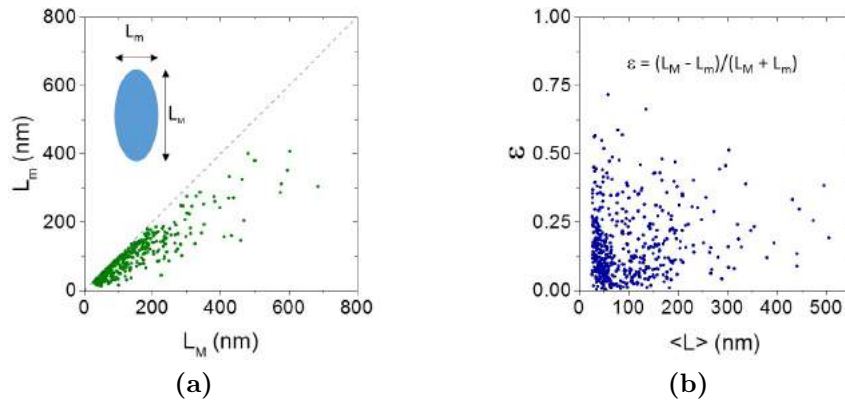 800
600
400
200
0
L_m (nm)
L_m
L_M
0 200 400 600 800
L_M (nm)
(a)
1.00
0.75
0.50
0.25
0.00
ε
ε = (L_M - L_m)/(L_M + L_m)
0 100 200 300 400 500
<L> (nm)
(b)